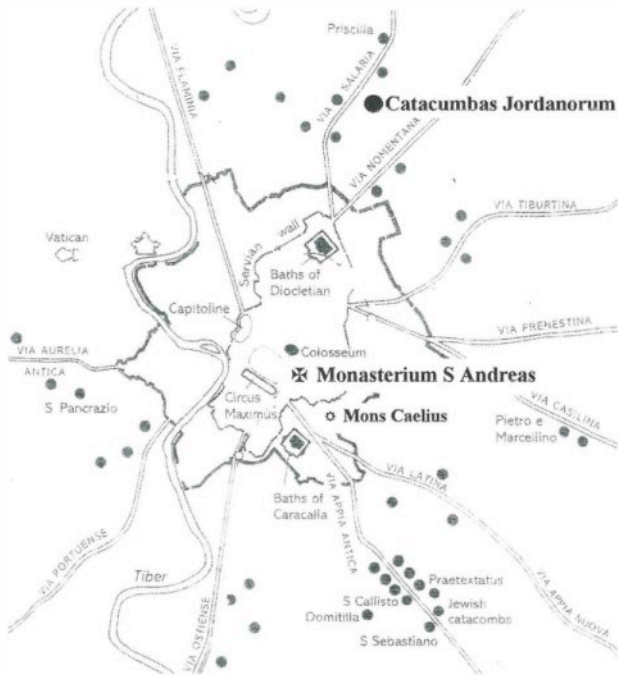 Priscilla
VIA FLAMINIA
VIA SALARIA
Catacumbas Jordanorum
VIA NOMENTANA
VIA TIBURTINA
Vatican
Servian wall
Baths of
Diocletian
Capitoline
VIA PRENESTINA
VIA AURELIA
ANTICA
Colosseum
Monasterium S Andreas
S Pancrazio
Circus
Maximus
Mons Caelius
VIA CASILINA
Pietro e
Marcellino
Baths of
Caracalla
VIA LATINA
VIA APPIA ANTICA
VIA PORTUENSE
Tiber
VIA OSTIENSE
Praetextatus
S Callisto
Jewish
catacombs
Domitilla
S Sebastiano
VIA APPIA NUOVA